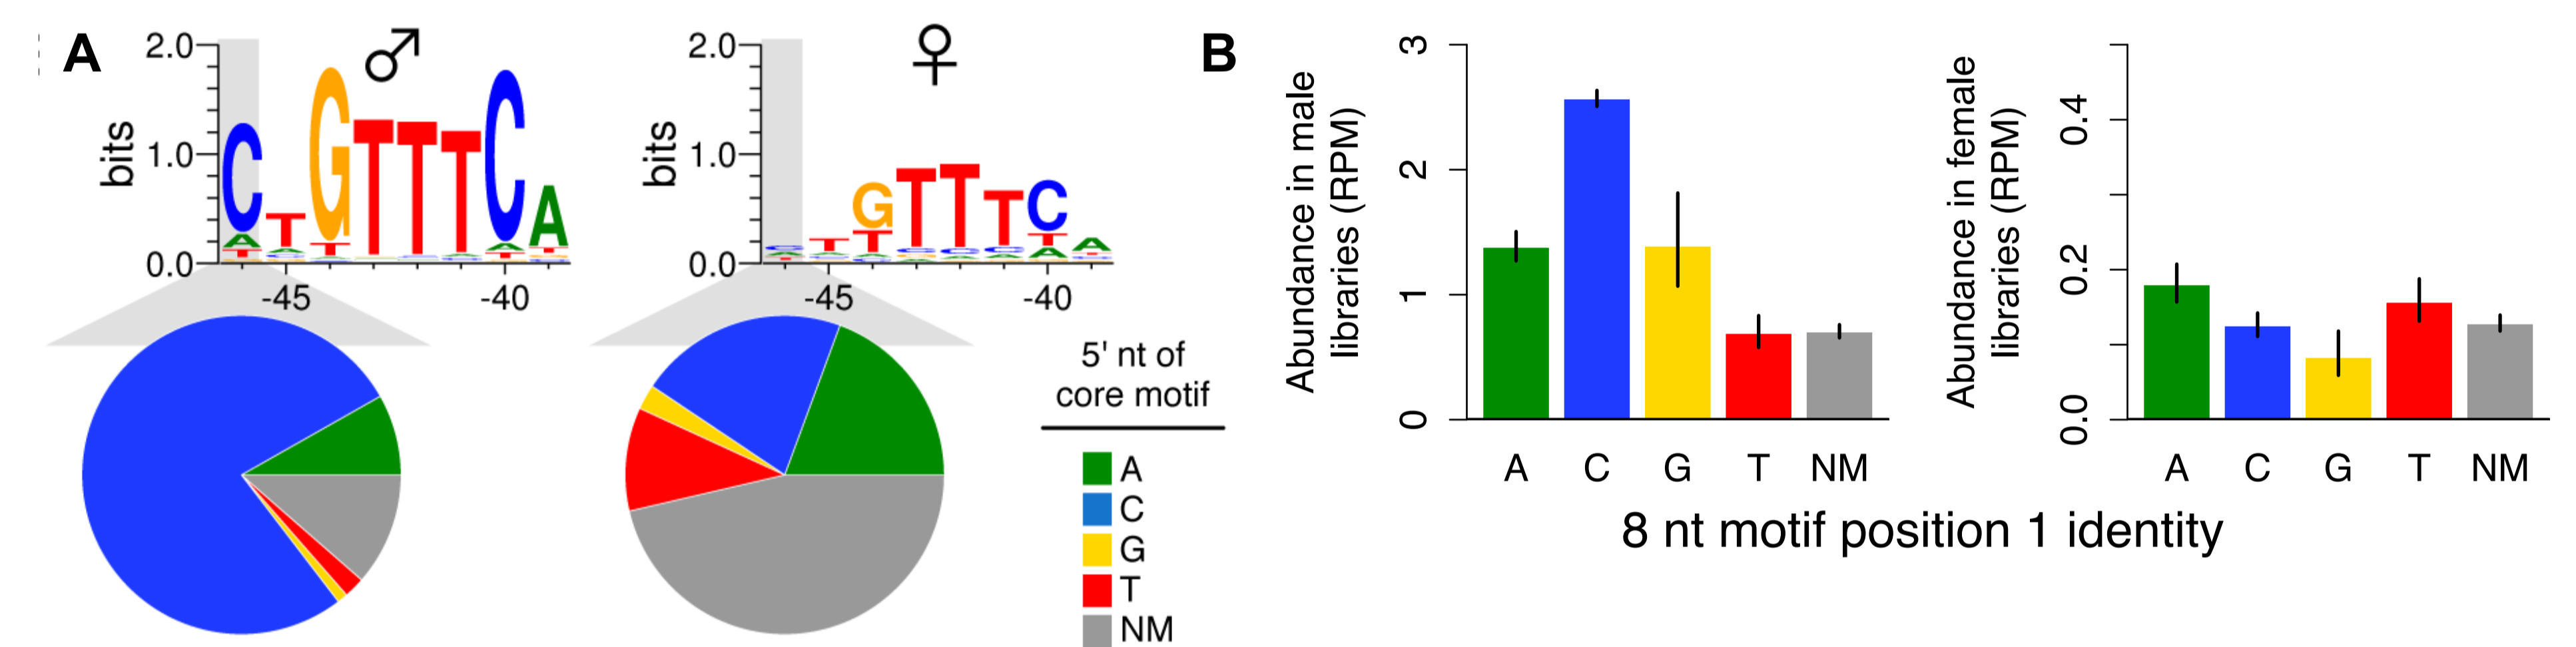 A
♂
2.0
1.0
0.0
bits
CTGTTTCA
-45
-40
♀
2.0
1.0
0.0
bits
TGTTTCA
-45
-40
5' nt of
core motif
A
C
G
T
NM
B
Abundance in male
libraries (RPM)
3
2
1
0
A C G T NM
Abundance in female
libraries (RPM)
0.4
0.2
0.0
A C G T NM
8 nt motif position 1 identity